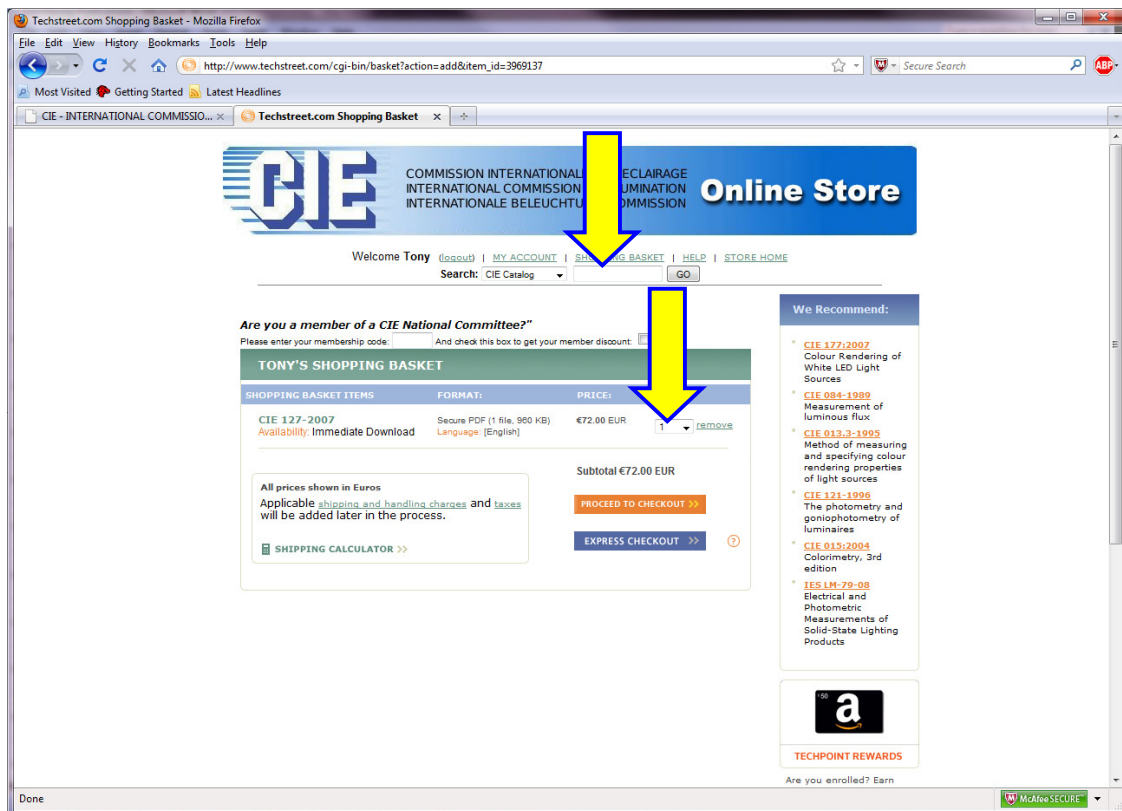 Techstreet.com Shopping Basket - Mozilla Firefox
File Edit View History Bookmarks Tools Help
http://www.techstreet.com/cgi-bin/basket?action=add&item_id=3969137
Secure Search
ABP
Most Visited Getting Started Latest Headlines
CIE - INTERNATIONAL COMMISSIO...
Techstreet.com Shopping Basket
CIE
COMMISSION INTERNATIONAL ECLAIRAGE
INTERNATIONAL COMMISSION UMINATION
INTERNATIONALE BELEUCHTU OMMISSION
Online Store
Welcome Tony (logout) | MY ACCOUNT | SHOPPING BASKET | HELP | STORE HOME
Search: CIE Catalog GO
Are you a member of a CIE National Committee?"
Please enter your membership code: And check this box to get your member discount:
TONY'S SHOPPING BASKET
SHOPPING BASKET ITEMS FORMAT: PRICE:
CIE 127-2007 Secure PDF (1 file, 960 KB) €72.00 EUR 1 remove
Availability: Immediate Download Language: [English]
Subtotal €72.00 EUR
All prices shown in Euros
Applicable shipping and handling charges and taxes
will be added later in the process.
SHIPPING CALCULATOR >>
PROCEED TO CHECKOUT >>
EXPRESS CHECKOUT >> ?
We Recommend:
CIE 177:2007
Colour Rendering of
White LED Light
Sources
CIE 084-1989
Measurement of
luminous flux
CIE 013.3-1995
Method of measuring
and specifying colour
rendering properties
of light sources
CIE 121-1996
The photometry and
goniophotometry of
luminaires
CIE 015:2004
Colorimetry, 3rd
edition
IES LM-79-08
Electrical and
Photometric
Measurements of
Solid-State Lighting
Products
$50
a
TECHPOINT REWARDS
Are you enrolled? Earn
Done
McAfee SECURE